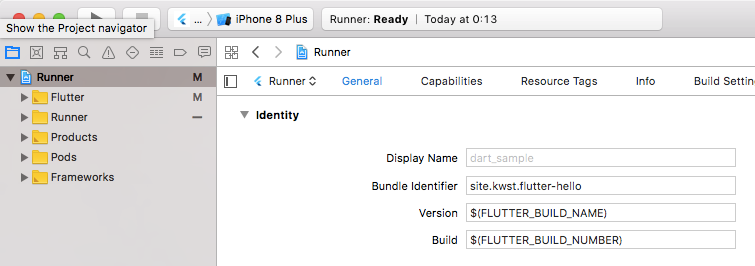 ... iPhone 8 Plus
Runner: Ready | Today at 0:13
Show the Project navigator
Runner
Runner M
Flutter M
Runner
Products
Pods
Frameworks
Runner General Capabilities Resource Tags Info Build Settin
Identity
Display Name dart_sample
Bundle Identifier site.kwst.flutter-hello
Version $(FLUTTER_BUILD_NAME)
Build $(FLUTTER_BUILD_NUMBER)